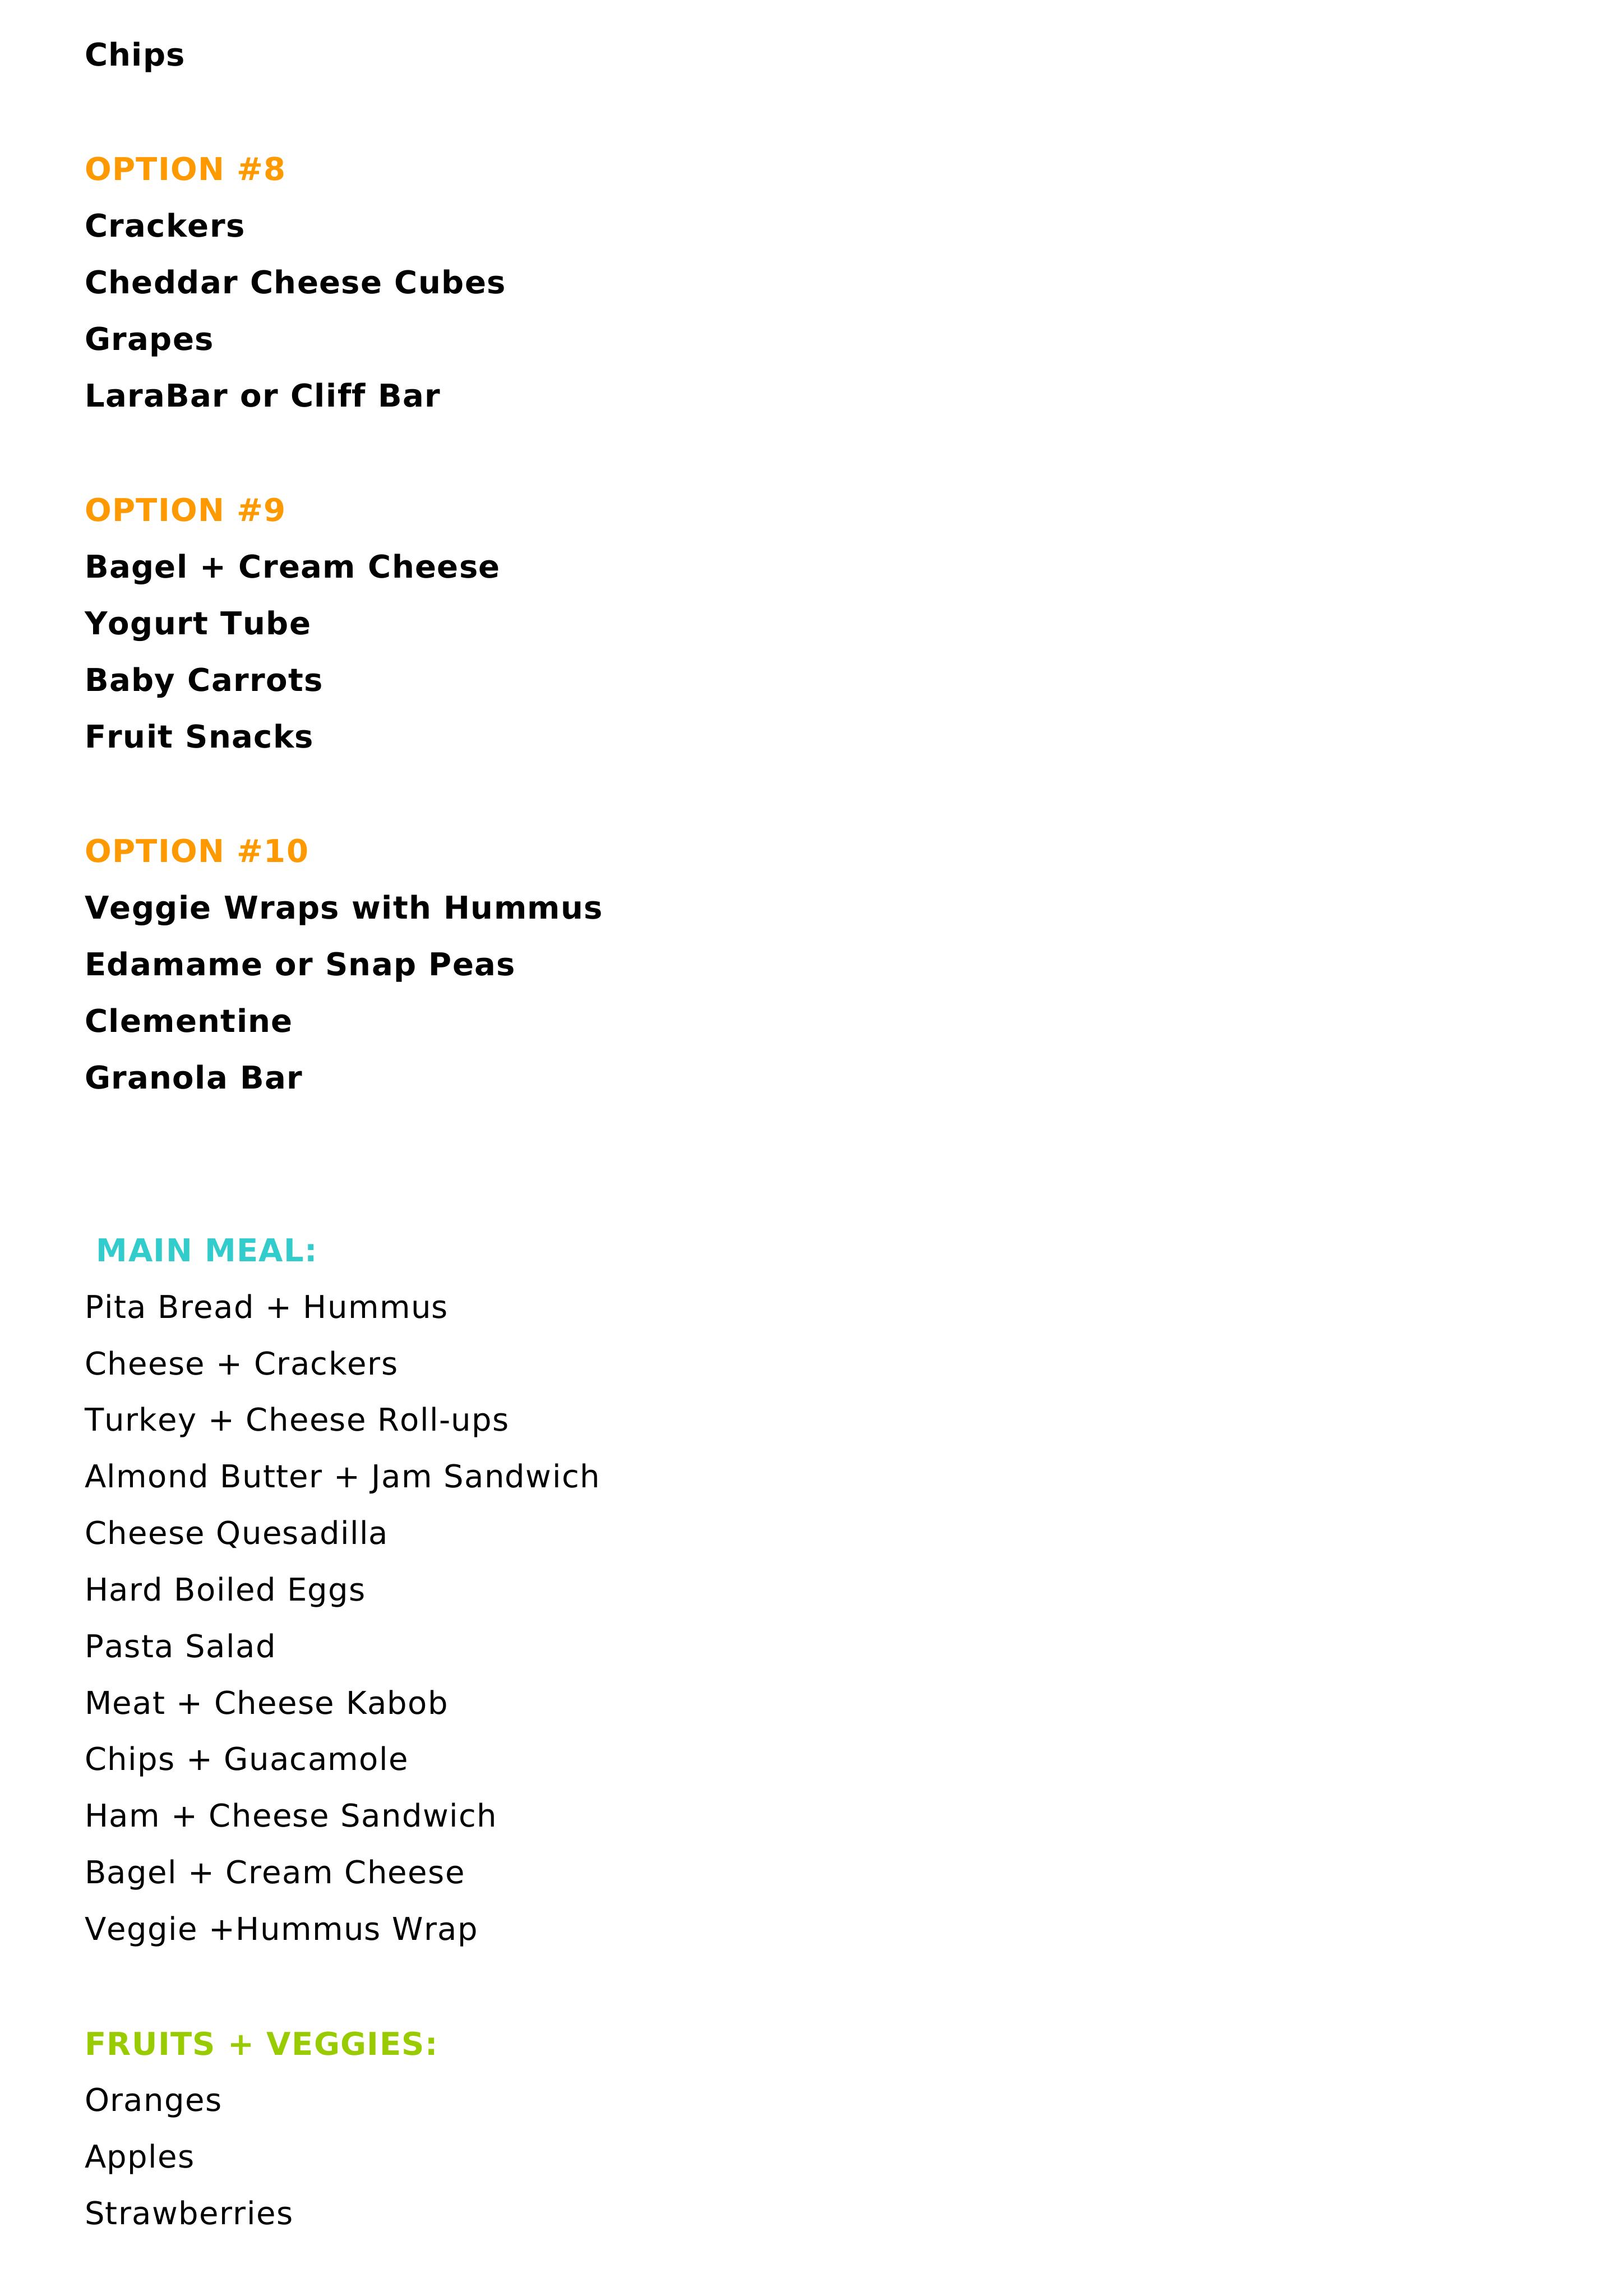 Chips
OPTION #8
Crackers
Cheddar Cheese Cubes
Grapes
LaraBar or Cliff Bar
OPTION #9
Bagel + Cream Cheese
Yogurt Tube
Baby Carrots
Fruit Snacks
OPTION #10
Veggie Wraps with Hummus
Edamame or Snap Peas
Clementine
Granola Bar
MAIN MEAL:
Pita Bread + Hummus
Cheese + Crackers
Turkey + Cheese Roll-ups
Almond Butter + Jam Sandwich
Cheese Quesadilla
Hard Boiled Eggs
Pasta Salad
Meat + Cheese Kabob
Chips + Guacamole
Ham + Cheese Sandwich
Bagel + Cream Cheese
Veggie +Hummus Wrap
FRUITS + VEGGIES:
Oranges
Apples
Strawberries